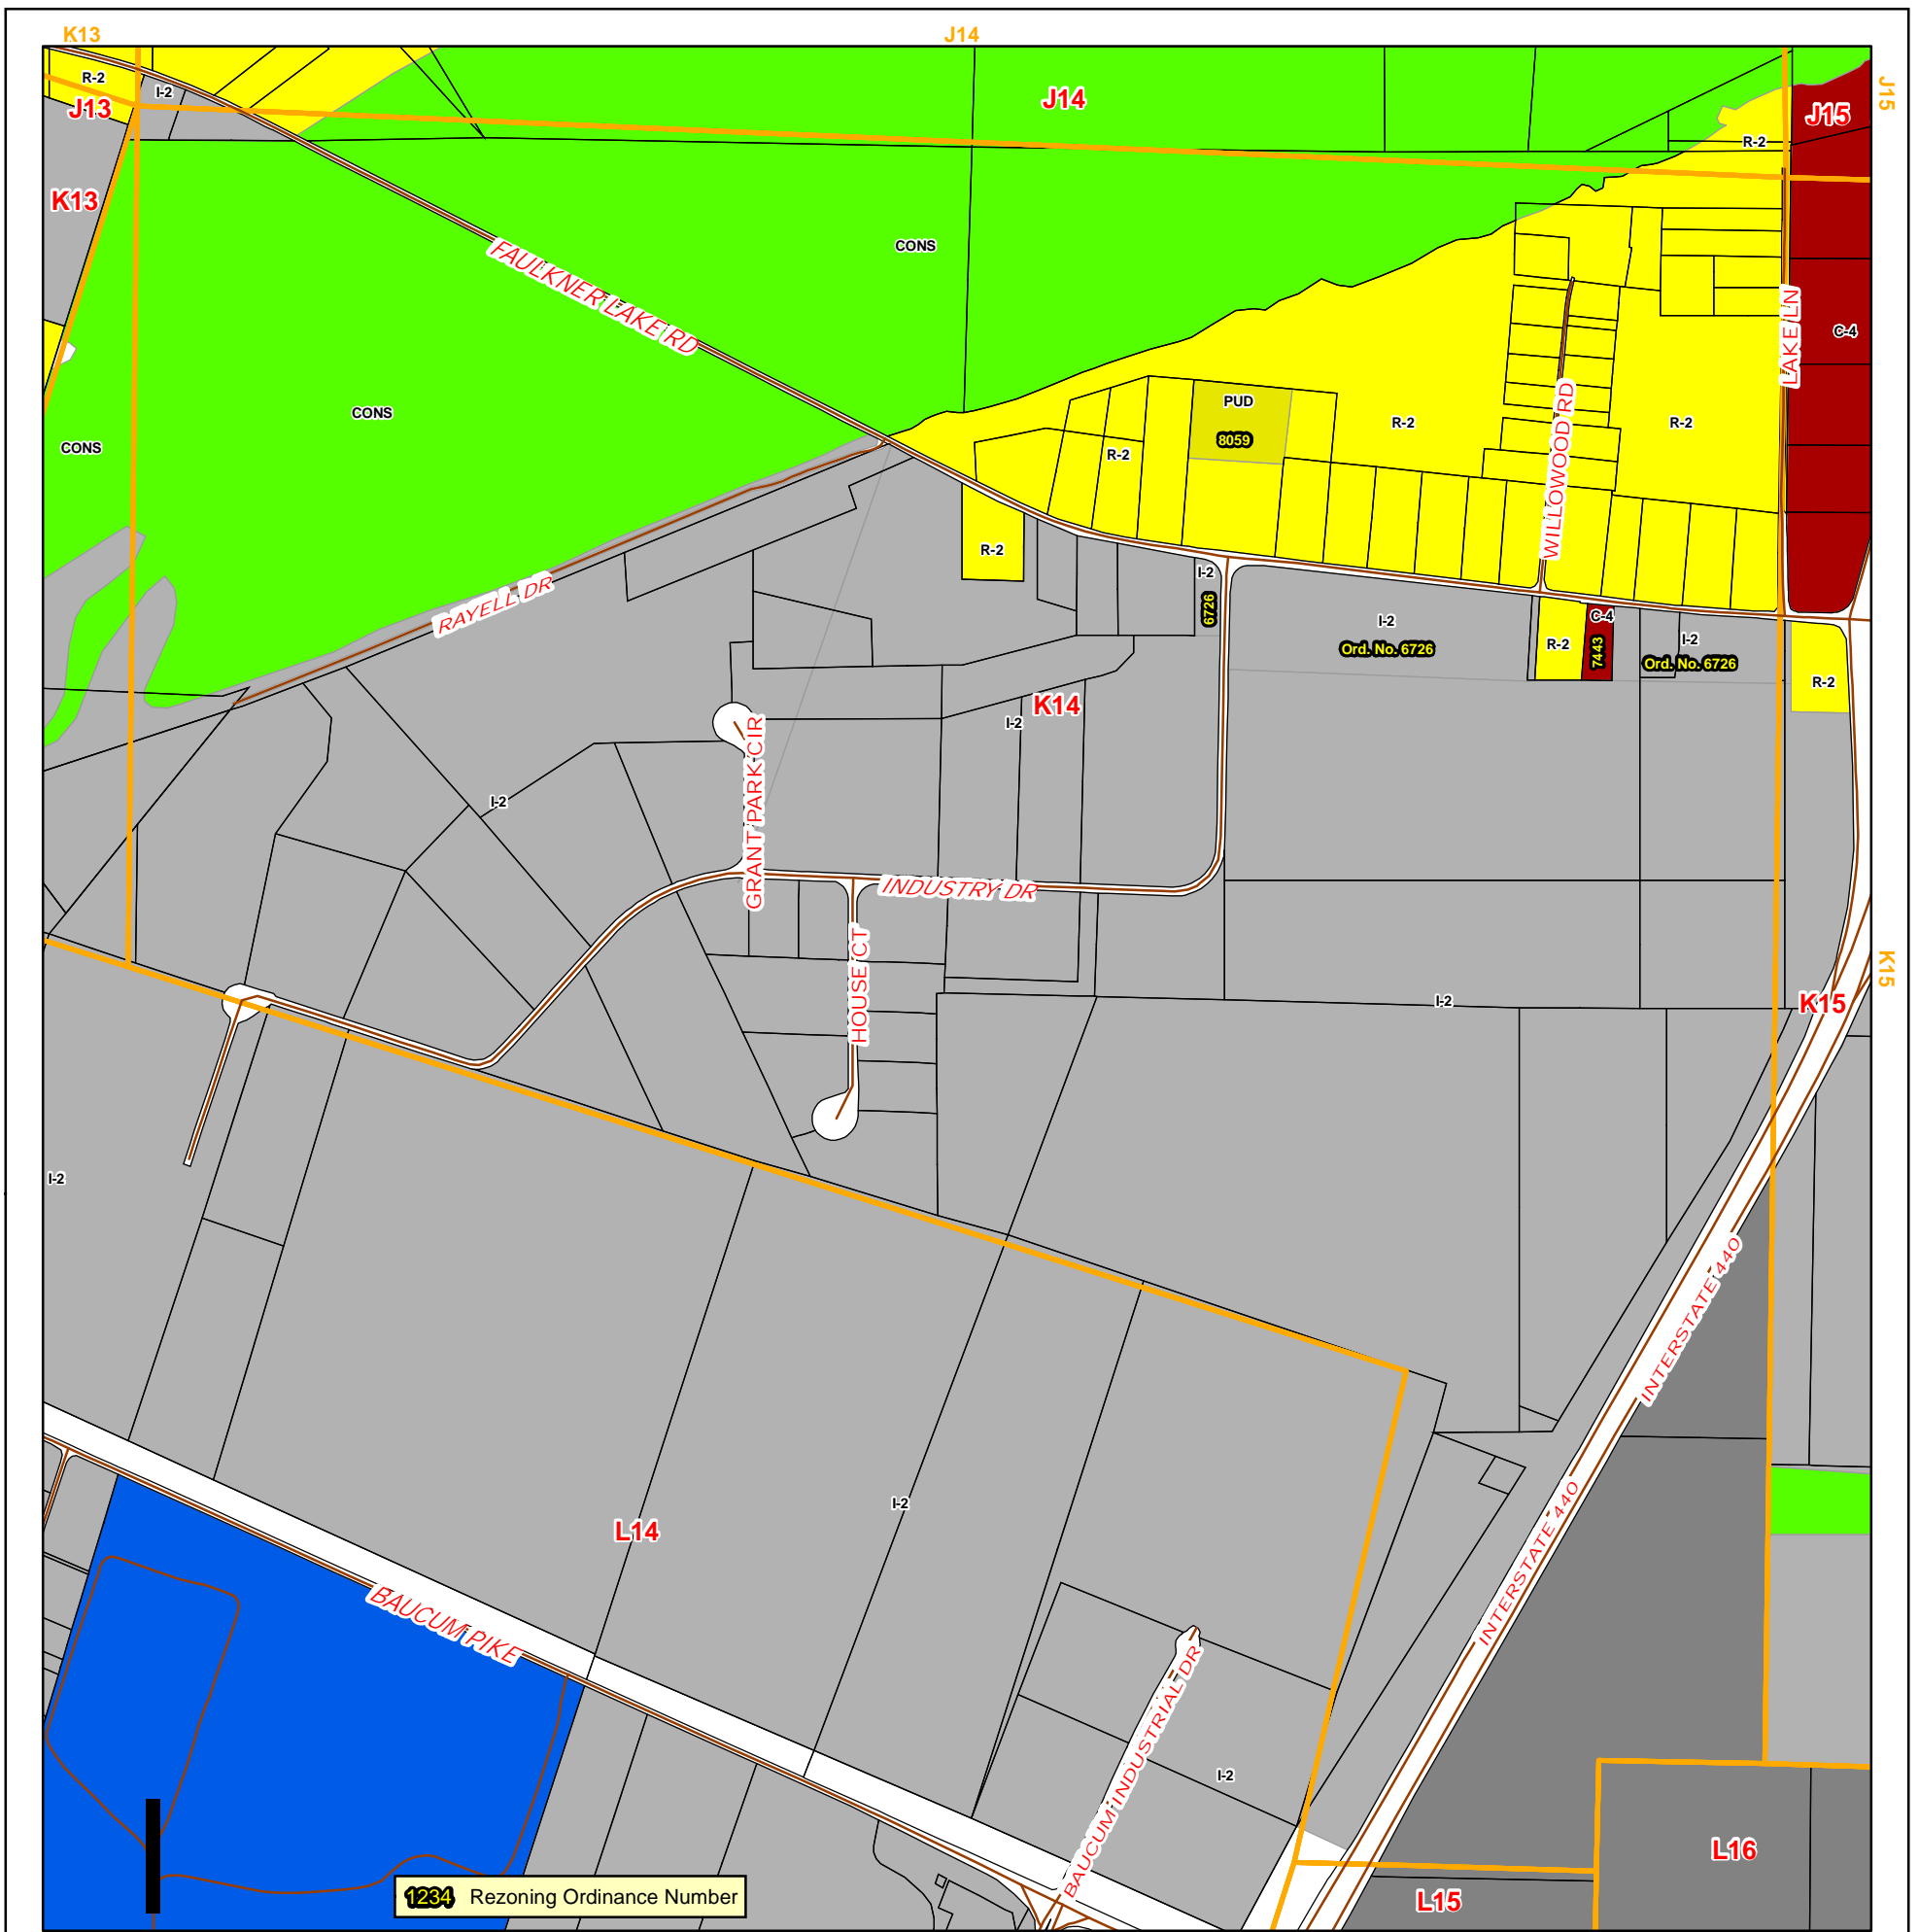 K13
J14
R-2
I-2
J13
J14
J15
J15
R-2
K13
CONS
FAULKNER LAKE RD
LAKE LN
C-4
CONS
PUD
R-2
R-2
8059
CONS
R-2
WILLOWOOD RD
R-2
I-2
6726
RAYELL DR
I-2
Ord. No. 6726
C-4
7443
R-2
I-2
Ord. No. 6726
R-2
K14
I-2
GRANT PARK CIR
I-2
INDUSTRY DR
HOUSE CT
K15
I-2
K15
I-2
INTERSTATE 440
I-2
L14
INTERSTATE 440
BAUCUM PIKE
BAUCUM INDUSTRIAL DR
I-2
L16
1234 Rezoning Ordinance Number
L15